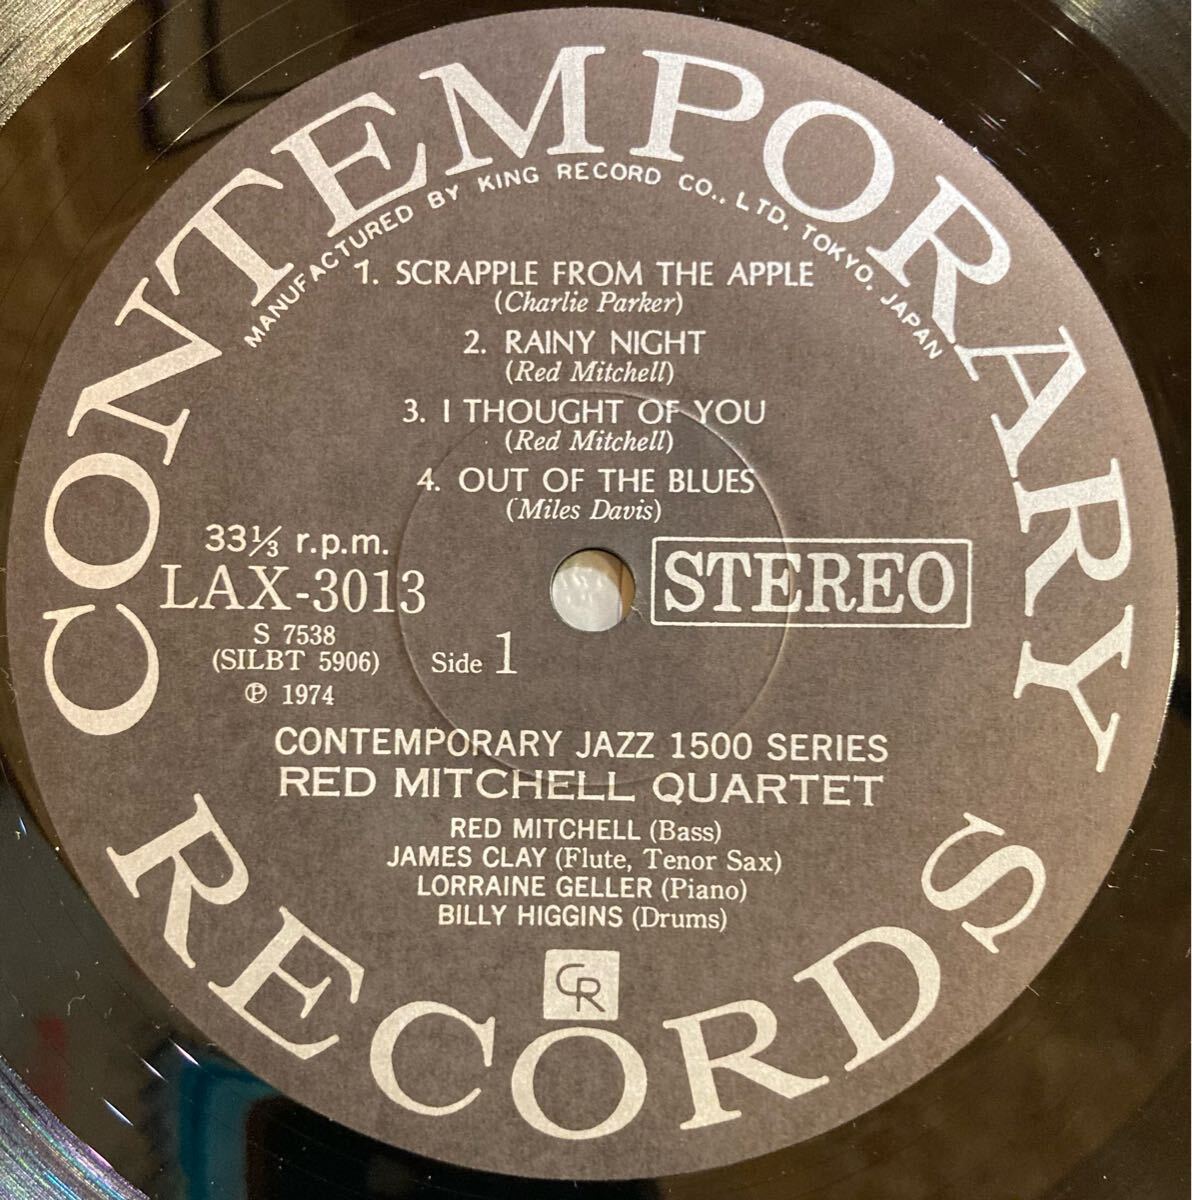 CONTEMPORARY
MANUFACTURED BY KING RECORD CO., LTD. TOKYO. JAPAN
1. SCRAPPLE FROM THE APPLE
(Charlie Parker)
2. RAINY NIGHT
(Red Mitchell)
3. I THOUGHT OF YOU
(Red Mitchell)
4. OUT OF THE BLUES
(Miles Davis)
33⅓ r.p.m.
LAX-3013
STEREO
S 7538
(SILBT 5906)
Side 1
℗ 1974
CONTEMPORARY JAZZ 1500 SERIES
RED MITCHELL QUARTET
RED MITCHELL (Bass)
JAMES CLAY (Flute, Tenor Sax)
LORRAINE GELLER (Piano)
BILLY HIGGINS (Drums)
CR
RECORDS